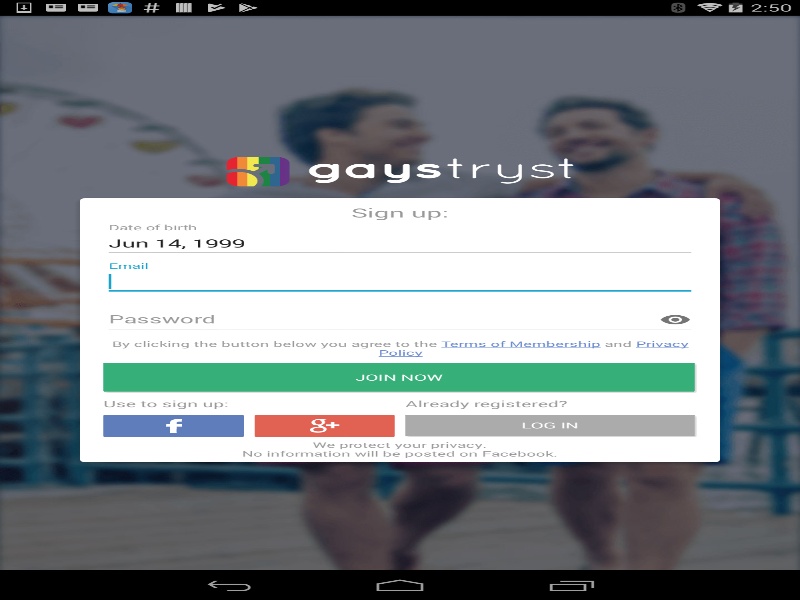 2:50
gaystryst
Sign up:
Date of birth
Jun 14, 1999
Email
Password
By clicking the button below you agree to the Terms of Membership and Privacy
Policy
JOIN NOW
Use to sign up:
Already registered?
f
g+
LOG IN
We protect your privacy.
No information will be posted on Facebook.